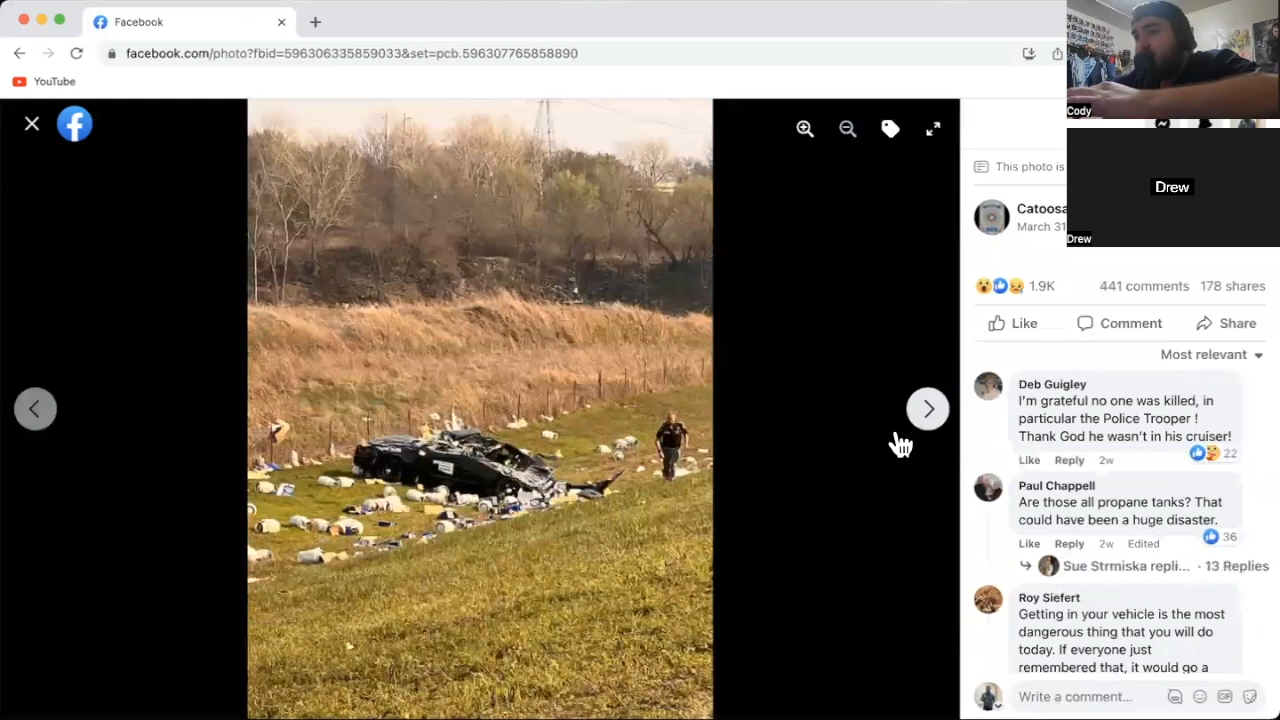 Facebook
facebook.com/photo?fbid=596306335859033&set=pcb.596307765858890
YouTube
Cody
Drew
Drew
This photo is
Catoosa
March 31
1.9K 441 comments 178 shares
Like Comment Share
Most relevant
Deb Guigley
I'm grateful no one was killed, in
particular the Police Trooper !
Thank God he wasn't in his cruiser!
22
Like Reply 2w
Paul Chappell
Are those all propane tanks? That
could have been a huge disaster.
36
Like Reply 2w Edited
Sue Strmiska repli... · 13 Replies
Roy Siefert
Getting in your vehicle is the most
dangerous thing that you will do
today. If everyone just
remembered that, it would go a
Write a comment...
GIF